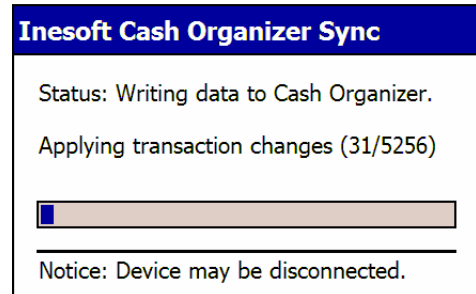 Inesoft Cash Organizer Sync
Status: Writing data to Cash Organizer.
Applying transaction changes (31/5256)
Notice: Device may be disconnected.